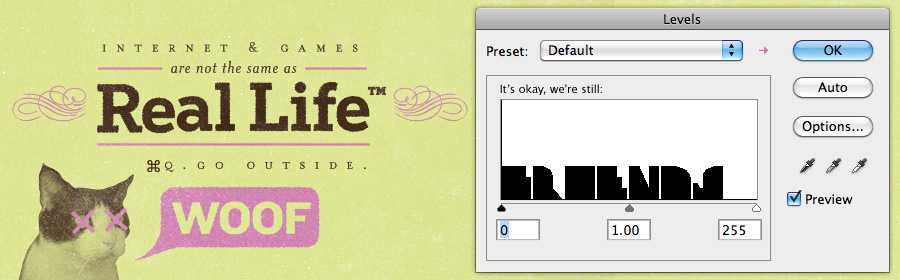 INTERNET & GAMES
are not the same as
Real Life™
⌘Q. GO OUTSIDE.
WOOF
Levels
Preset: Default
OK
It's okay, we're still:
FRIENDS
Auto
Options...
Preview
0
1.00
255